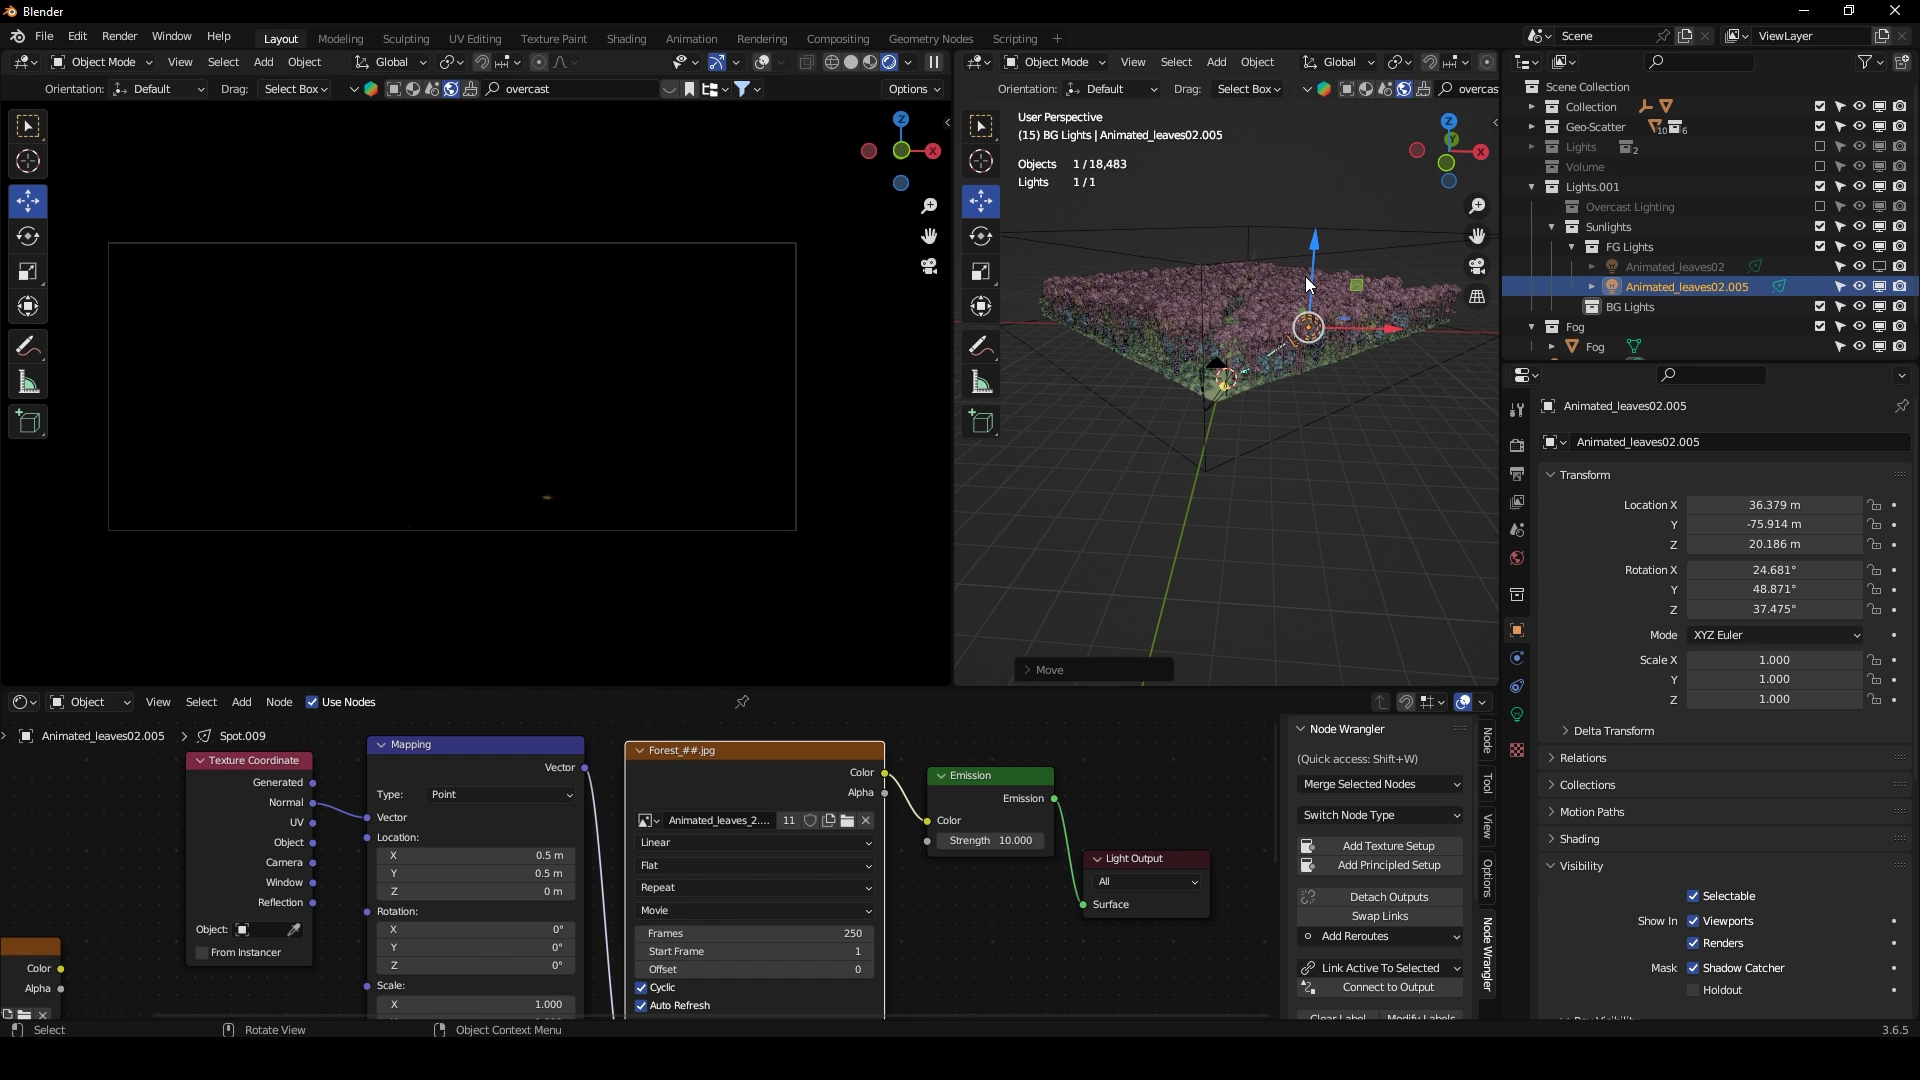 Blender
File Edit Render Window Help
Layout Modeling Sculpting UV Editing Texture Paint Shading Animation Rendering Compositing Geometry Nodes Scripting +
Scene
ViewLayer
Object Mode View Select Add Object
Global
Object Mode View Select Add Object
Global
Orientation: Default Drag: Select Box
overcast
Options
Orientation: Default Drag: Select Box
overcas
Z
X
User Perspective
(15) BG Lights | Animated_leaves02.005
Objects 1 / 18,483
Lights 1 / 1
Z
Y
X
Move
Scene Collection
Collection
Geo-Scatter 10 6
Lights 2
Volume
Lights.001
Overcast Lighting
Sunlights
FG Lights
Animated_leaves02
Animated_leaves02.005
BG Lights
Fog
Fog
Animated_leaves02.005
Animated_leaves02.005
Transform
Location X 36.379 m
Y -75.914 m
Z 20.186 m
Rotation X 24.681°
Y 48.871°
Z 37.475°
Mode XYZ Euler
Scale X 1.000
Y 1.000
Z 1.000
Delta Transform
Relations
Collections
Motion Paths
Shading
Visibility
Selectable
Show In Viewports
Renders
Mask Shadow Catcher
Holdout
Object View Select Add Node Use Nodes
Animated_leaves02.005 > Spot.009
Color
Alpha
Texture Coordinate
Generated
Normal
UV
Object
Camera
Window
Reflection
Object:
From Instancer
Mapping
Vector
Type: Point
Vector
Location:
X 0.5 m
Y 0.5 m
Z 0 m
Rotation:
X 0°
Y 0°
Z 0°
Scale:
X 1.000
Forest_##.jpg
Color
Alpha
Animated_leaves_2.... 11
Linear
Flat
Repeat
Movie
Frames 250
Start Frame 1
Offset 0
Cyclic
Auto Refresh
Emission
Emission
Color
Strength 10.000
Light Output
All
Surface
Node Wrangler
(Quick access: Shift+W)
Merge Selected Nodes
Switch Node Type
Add Texture Setup
Add Principled Setup
Detach Outputs
Swap Links
Add Reroutes
Link Active To Selected
Connect to Output
Clear Label Modify Labels
Node
Tool
View
Options
Node Wrangler
Select
Rotate View
Object Context Menu
3.6.5